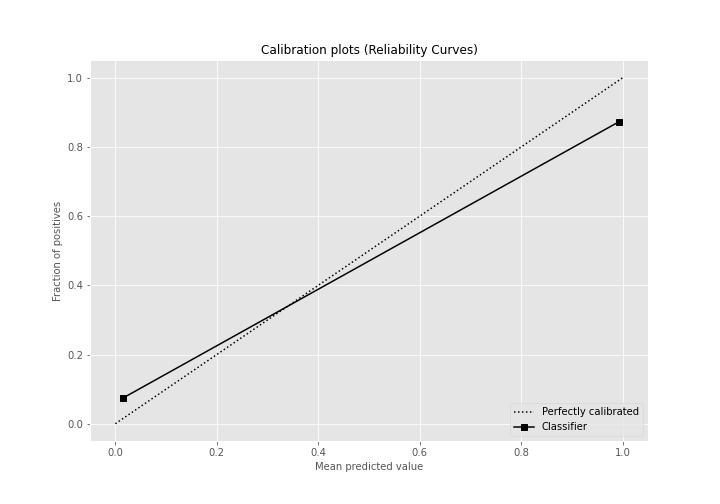 Calibration plots (Reliability Curves)
1.0
0.8
0.6
0.4
0.2
0.0
Fraction of positives
0.0 0.2 0.4 0.6 0.8 1.0
Mean predicted value
Perfectly calibrated
Classifier